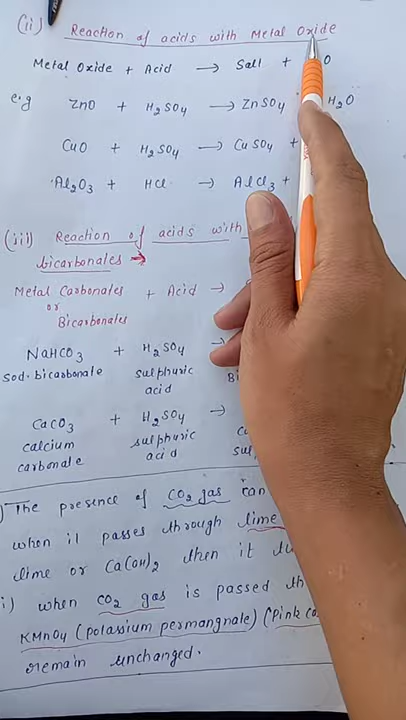 (ii) Reaction of acids with Metal Oxide
Metal Oxide + Acid → Salt + O
e.g ZnO + H2SO4 → ZnSO4 H2O
CuO + H2SO4 → CuSO4 +
Al2O3 + HCl → AlCl3 +
(iii) Reaction of acids with
bicarbonates →
Metal Carbonates + Acid →
or
Bicarbonates
NaHCO3 + H2SO4 →
sod. bicarbonate sulphuric
acid
CaCO3 + H2SO4 →
calcium sulphuric
carbonate acid
The presence of CO2 gas can
when it passes through lime
lime or Ca(OH)2 then it
i) when CO2 gas is passed
KMnO4 (potassium permangnate) (Pink
remain unchanged.